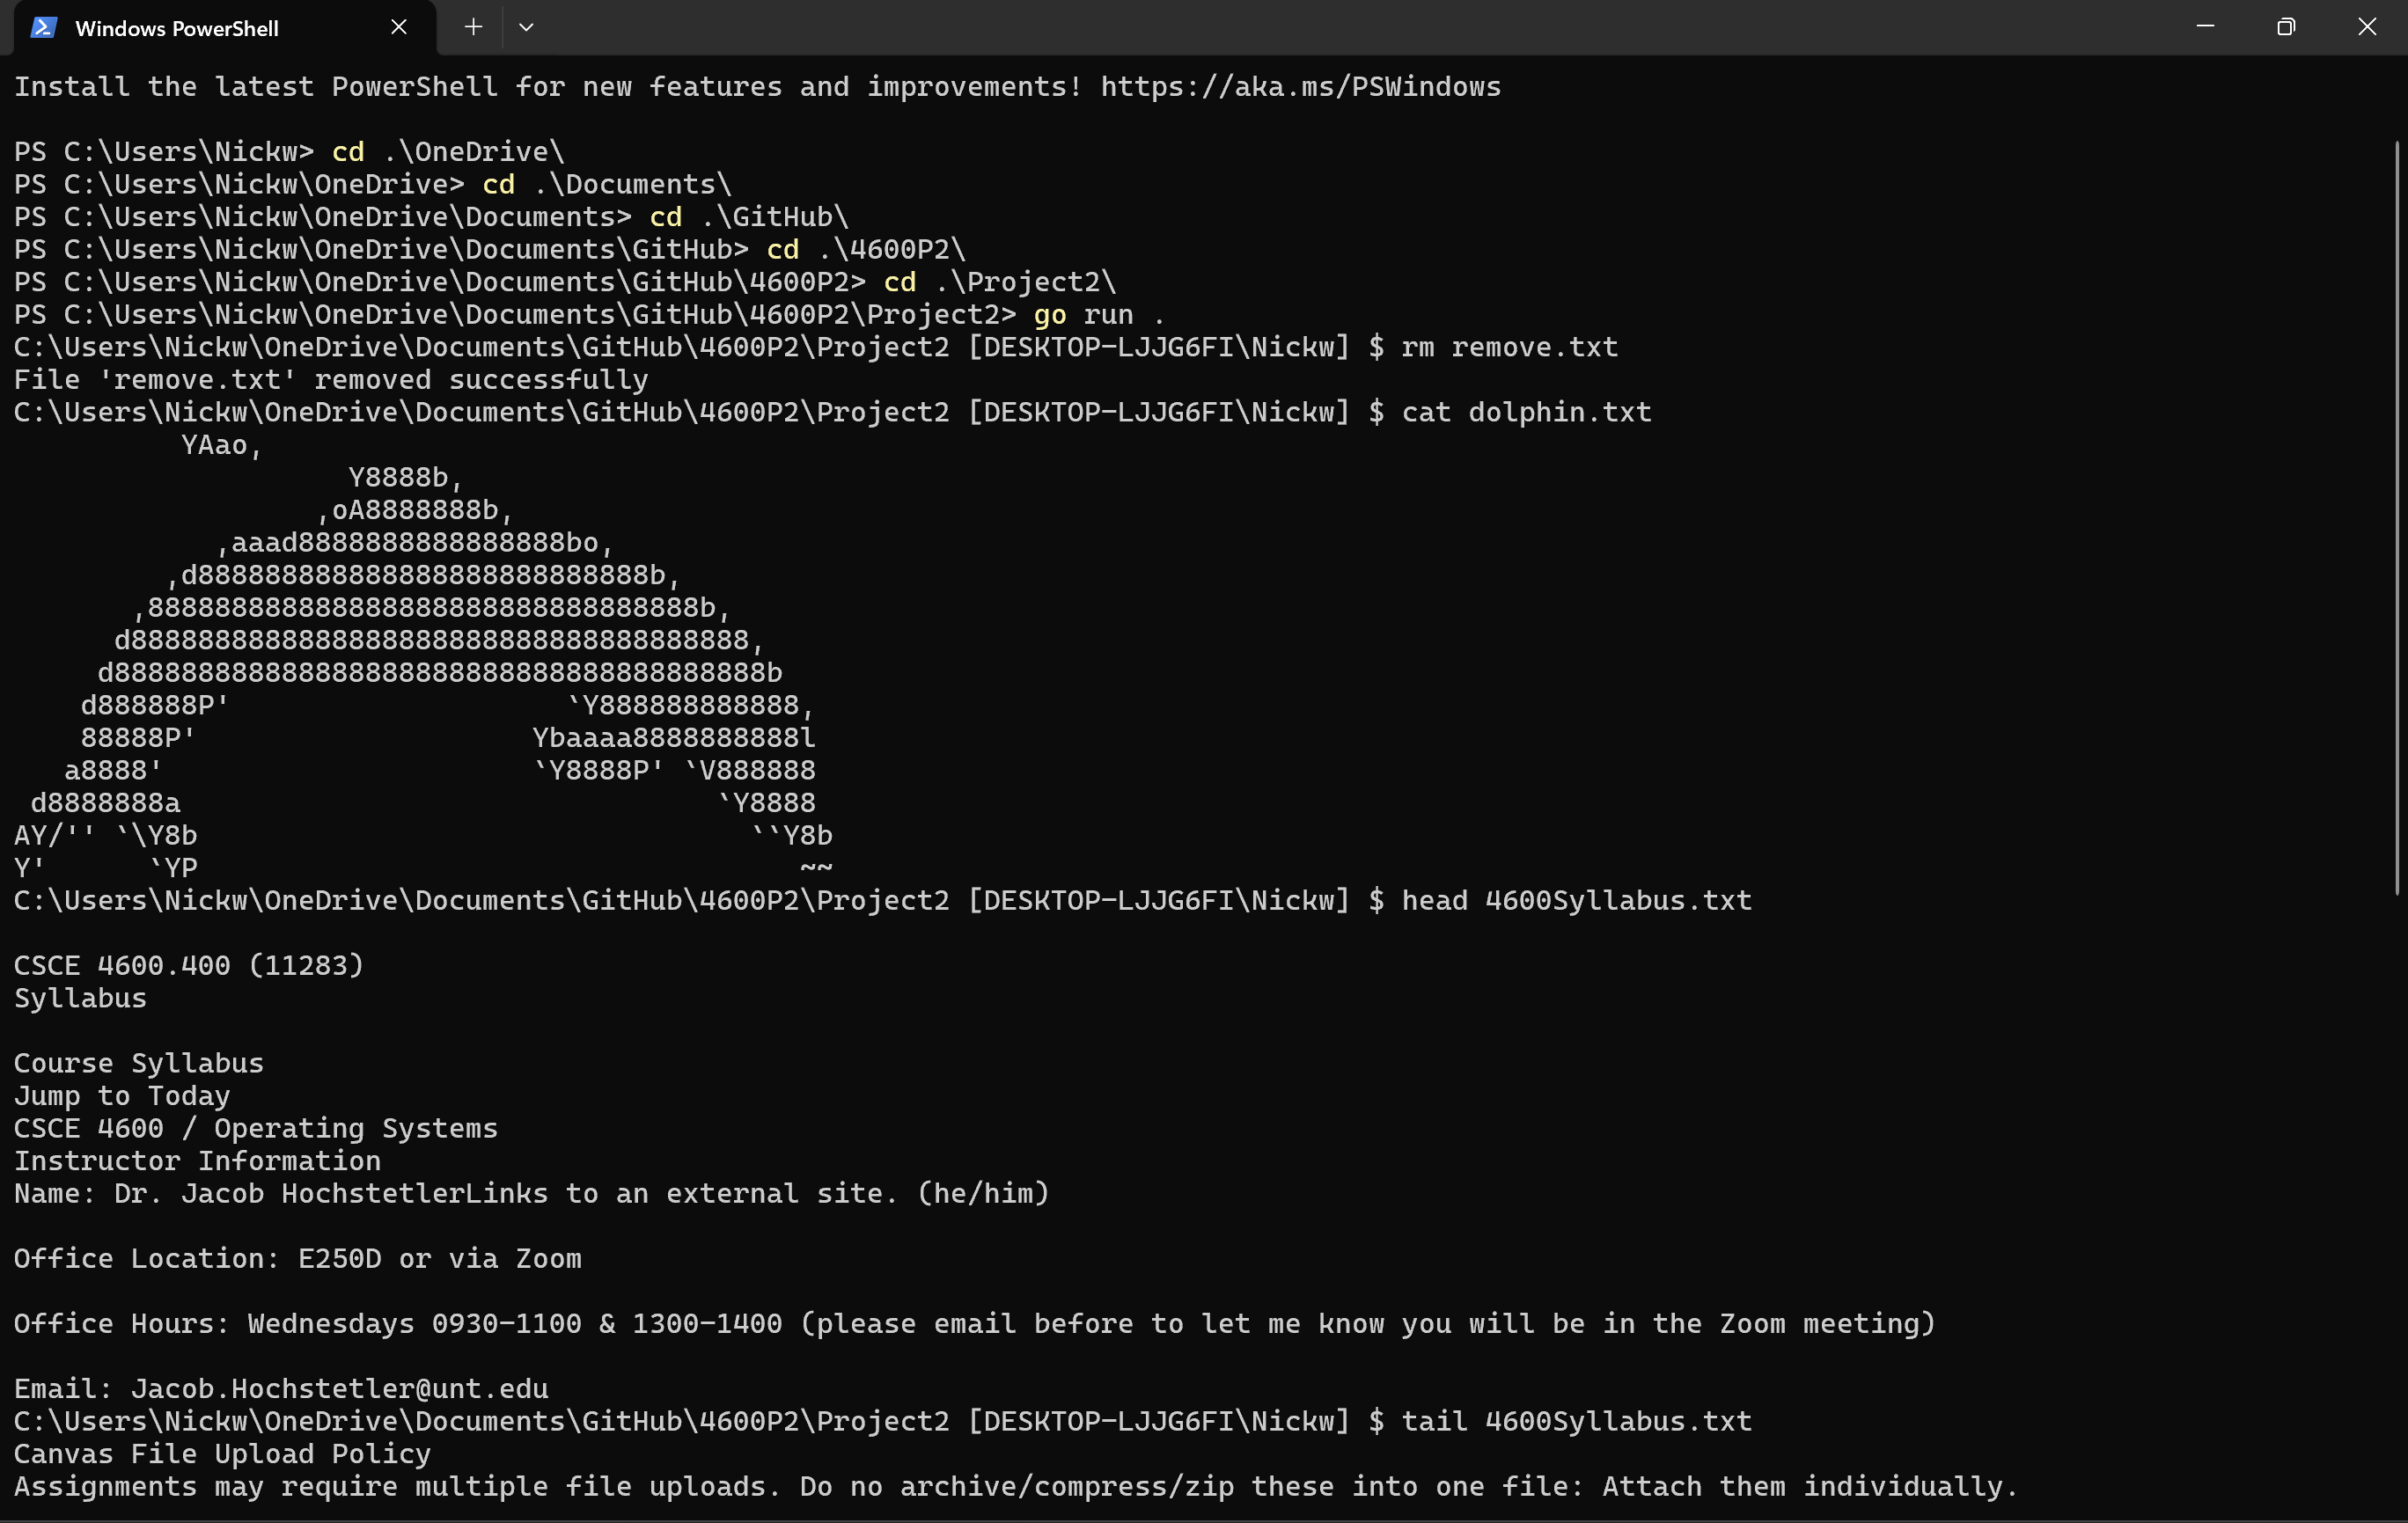 Windows PowerShell
Install the latest PowerShell for new features and improvements! https://aka.ms/PSWindows

PS C:\Users\Nickw> cd .\OneDrive\
PS C:\Users\Nickw\OneDrive> cd .\Documents\
PS C:\Users\Nickw\OneDrive\Documents> cd .\GitHub\
PS C:\Users\Nickw\OneDrive\Documents\GitHub> cd .\4600P2\
PS C:\Users\Nickw\OneDrive\Documents\GitHub\4600P2> cd .\Project2\
PS C:\Users\Nickw\OneDrive\Documents\GitHub\4600P2\Project2> go run .
C:\Users\Nickw\OneDrive\Documents\GitHub\4600P2\Project2 [DESKTOP-LJJG6FI\Nickw] $ rm remove.txt
File 'remove.txt' removed successfully
C:\Users\Nickw\OneDrive\Documents\GitHub\4600P2\Project2 [DESKTOP-LJJG6FI\Nickw] $ cat dolphin.txt
          YAao,
                    Y8888b,
                  ,oA8888888b,
            ,aaad8888888888888888bo,
         ,d888888888888888888888888888b,
       ,888888888888888888888888888888888b,
      d8888888888888888888888888888888888888,
     d888888888888888888888888888888888888888b
    d888888P'                    `Y888888888888,
    88888P'                    Ybaaaa8888888888l
   a8888'                      `Y8888P' `V888888
 d8888888a                                `Y8888
AY/'' `\Y8b                                 ``Y8b
Y'      `YP                                    ~~
C:\Users\Nickw\OneDrive\Documents\GitHub\4600P2\Project2 [DESKTOP-LJJG6FI\Nickw] $ head 4600Syllabus.txt

CSCE 4600.400 (11283)
Syllabus

Course Syllabus
Jump to Today
CSCE 4600 / Operating Systems
Instructor Information
Name: Dr. Jacob HochstetlerLinks to an external site. (he/him)

Office Location: E250D or via Zoom

Office Hours: Wednesdays 0930-1100 & 1300-1400 (please email before to let me know you will be in the Zoom meeting)

Email: Jacob.Hochstetler@unt.edu
C:\Users\Nickw\OneDrive\Documents\GitHub\4600P2\Project2 [DESKTOP-LJJG6FI\Nickw] $ tail 4600Syllabus.txt
Canvas File Upload Policy
Assignments may require multiple file uploads. Do no archive/compress/zip these into one file: Attach them individually.